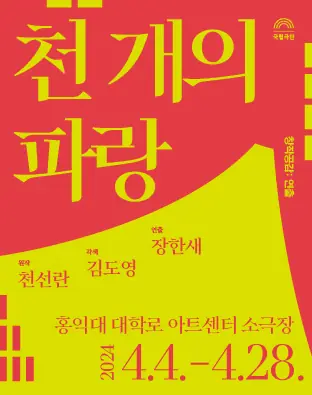 천 개의
파랑
국립극단
창작공감: 연출
연출
장한새
각색
김도영
원작
천선란
홍익대 대학로 아트센터 소극장
2024
4.4.–4.28.